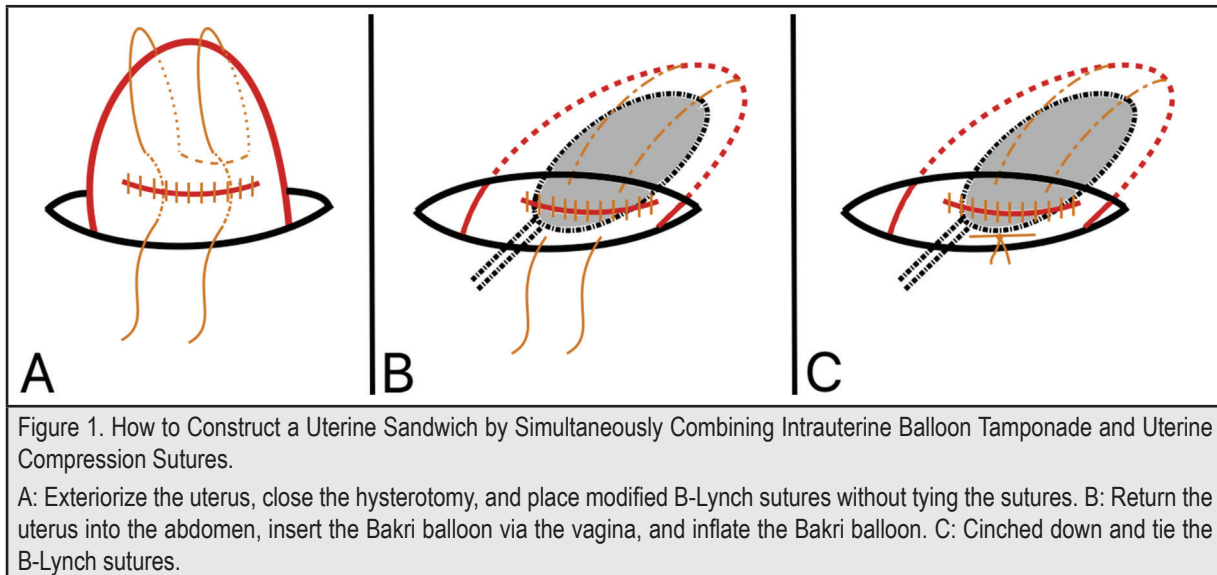 A
B
C
Figure 1. How to Construct a Uterine Sandwich by Simultaneously Combining Intrauterine Balloon Tamponade and Uterine
Compression Sutures.
A: Exteriorize the uterus, close the hysterotomy, and place modified B-Lynch sutures without tying the sutures. B: Return the
uterus into the abdomen, insert the Bakri balloon via the vagina, and inflate the Bakri balloon. C: Cinched down and tie the
B-Lynch sutures.